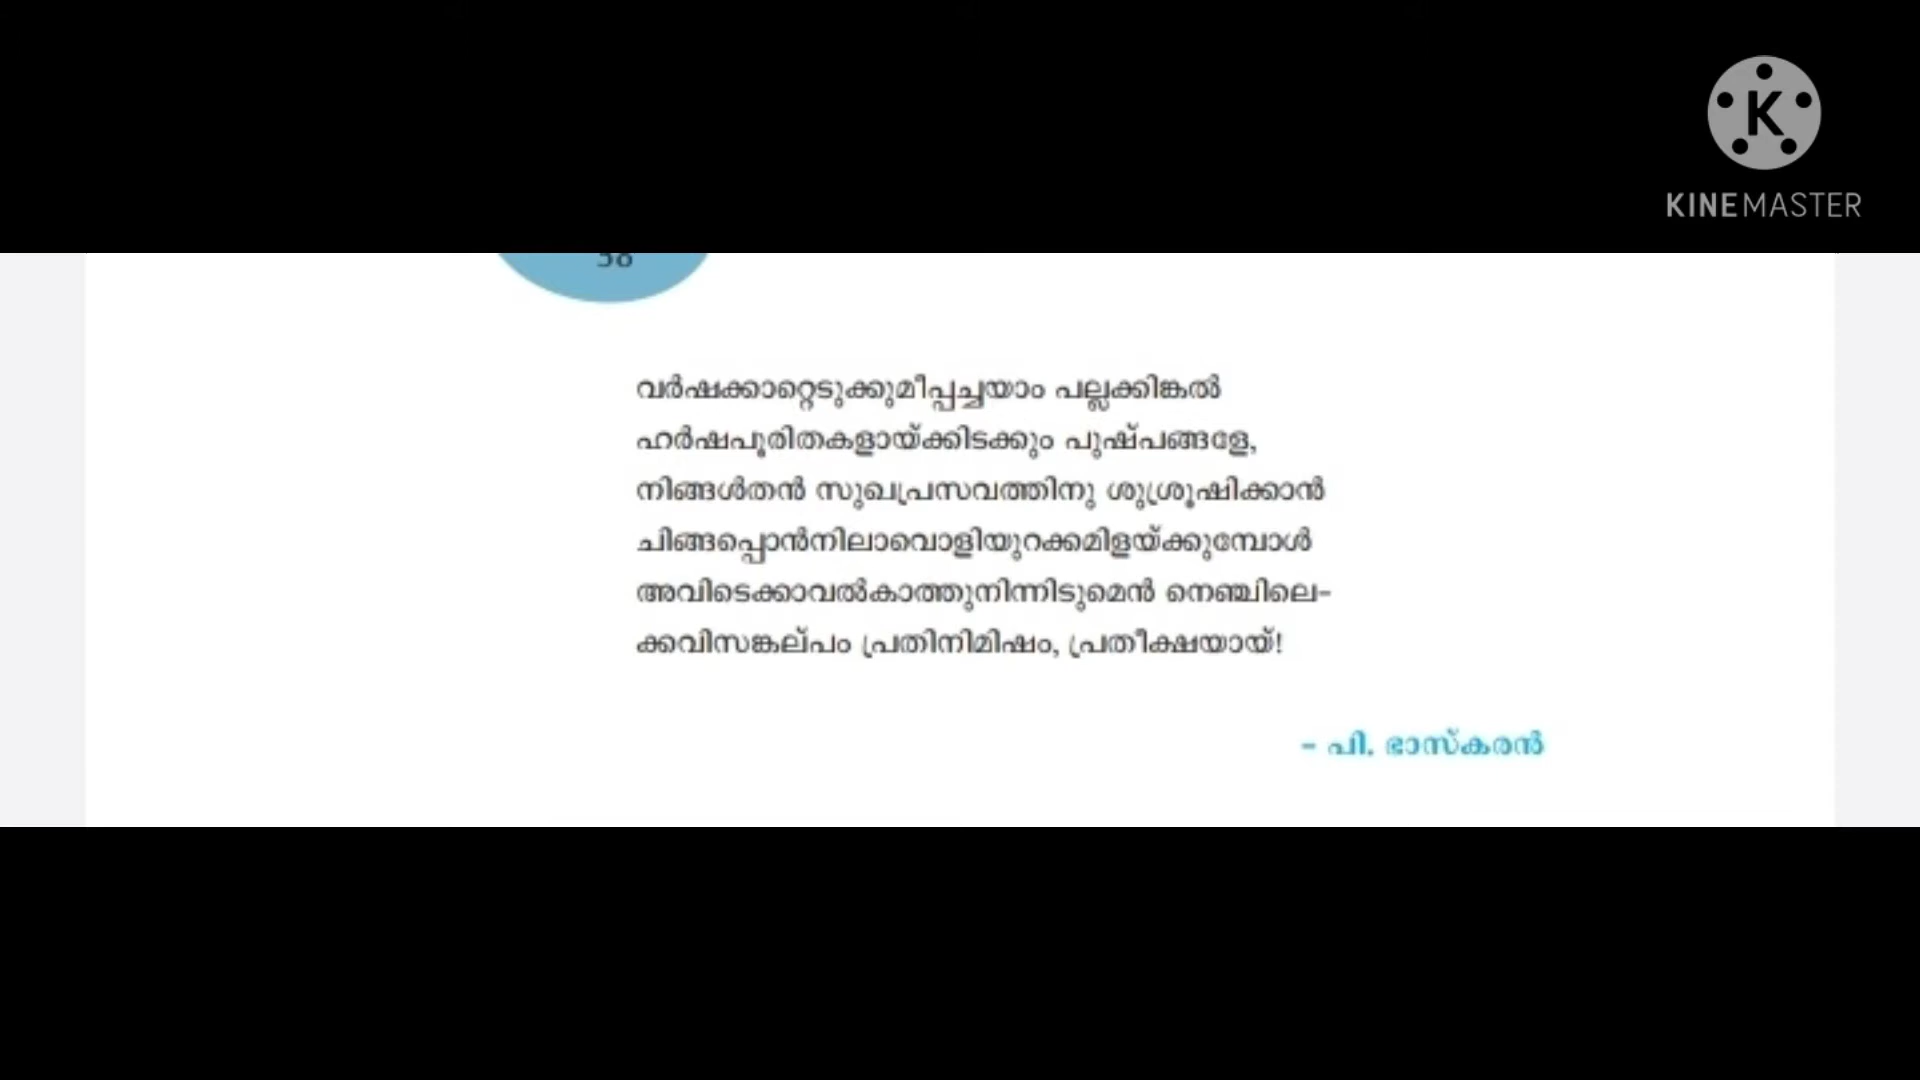 KINEMASTER
വർഷക്കാറ്റെടുക്കുമീപ്പച്ചയാം പല്ലക്കിങ്കൽ
ഹർഷപൂരിതകളായ്ക്കിടക്കും പുഷ്പങ്ങളേ,
നിങ്ങൾതൻ സുഖപ്രസവത്തിനു ശുശ്രൂഷിക്കാൻ
ചിങ്ങപ്പൊൻനിലാവൊളിയുറക്കമിളയ്ക്കുമ്പോൾ
അവിടെക്കാവൽകാത്തുനിന്നിടുമെൻ നെഞ്ചിലെ-
ക്കവിസങ്കല്പം പ്രതിനിമിഷം, പ്രതീക്ഷയായ്!
- പി. ഭാസ്കരൻ